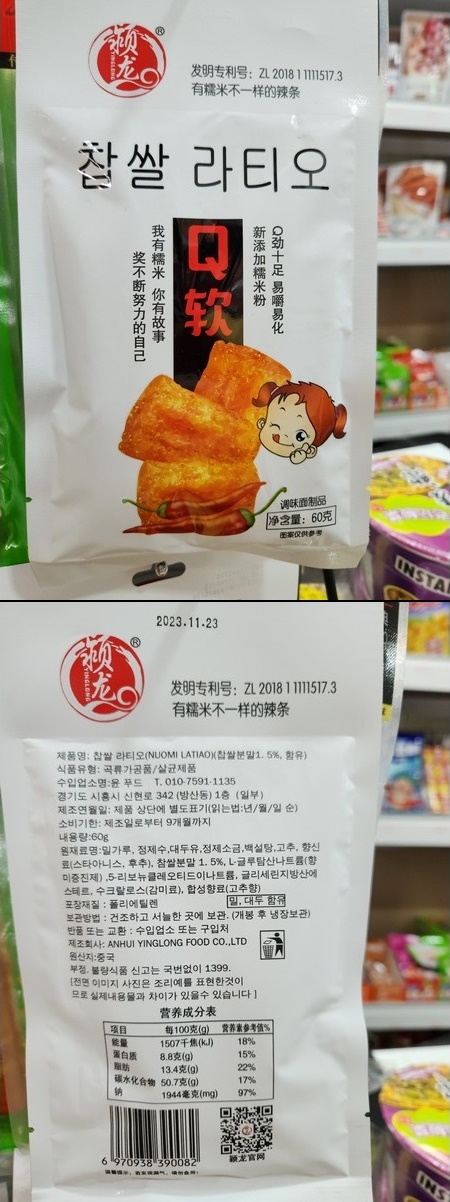 颖龙
YINGLONG
®
发明专利号：ZL 2018 1 1111517.3
有糯米不一样的辣条
찹쌀 라티오
Q软
Q劲十足 易嚼易化
新添加糯米粉
我有糯米 你有故事
奖不断努力的自己
调味面制品
净含量：60克
图案仅供参考
INSTA
2023.11.23
颖龙
YINGLONG
®
发明专利号：ZL 2018 1 1111517.3
有糯米不一样的辣条
제품명: 찹쌀 라티오(NUOMI LATIAO)(찹쌀분말1. 5%, 함유)
식품유형: 곡류가공품/살균제품
수입업소명:윤 푸드 T. 010-7591-1135
경기도 시흥시 신현로 342 (방산동) 1층 (일부)
제조연월일: 제품 상단에 별도표기(읽는법:년/월/일 순)
소비기한: 제조일로부터 9개월까지
내용량:60g
원재료명:밀가루, 정제수,대두유,정제소금,백설탕,고추, 향신
료(스타아니스, 후추), 찹쌀분말 1. 5%, L-글루탐산나트륨(향
미증진제) ,5-리보뉴클레오티드이나트륨, 글리세린지방산에
스테르, 수크랄로스(감미료), 합성향료(고추향)
포장재질 : 폴리에틸렌 밀, 대두 함유
보관방법 : 건조하고 서늘한 곳에 보관. (개봉 후 냉장보관)
반품 또는 교환 : 수입업소 또는 구입처
제조회사: ANHUI YINGLONG FOOD CO.,LTD
원산지:중국
부정, 불량식품 신고는 국번없이 1399.
[전면 이미지 사진은 조리예를 표현한것이
므로 실제내용물과 차이가 있을수 있습니다 ]
营养成分表
项目 每100克(g) 营养素参考值%
能量 1507千焦(kJ) 18%
蛋白质 8.8克(g) 15%
脂肪 13.4克(g) 22%
碳水化合物 50.7克(g) 17%
钠 1944毫克(mg) 97%
6 970938 390082
颖龙官网
温馨提示：若发现漏气，请勿食用！
INSTA